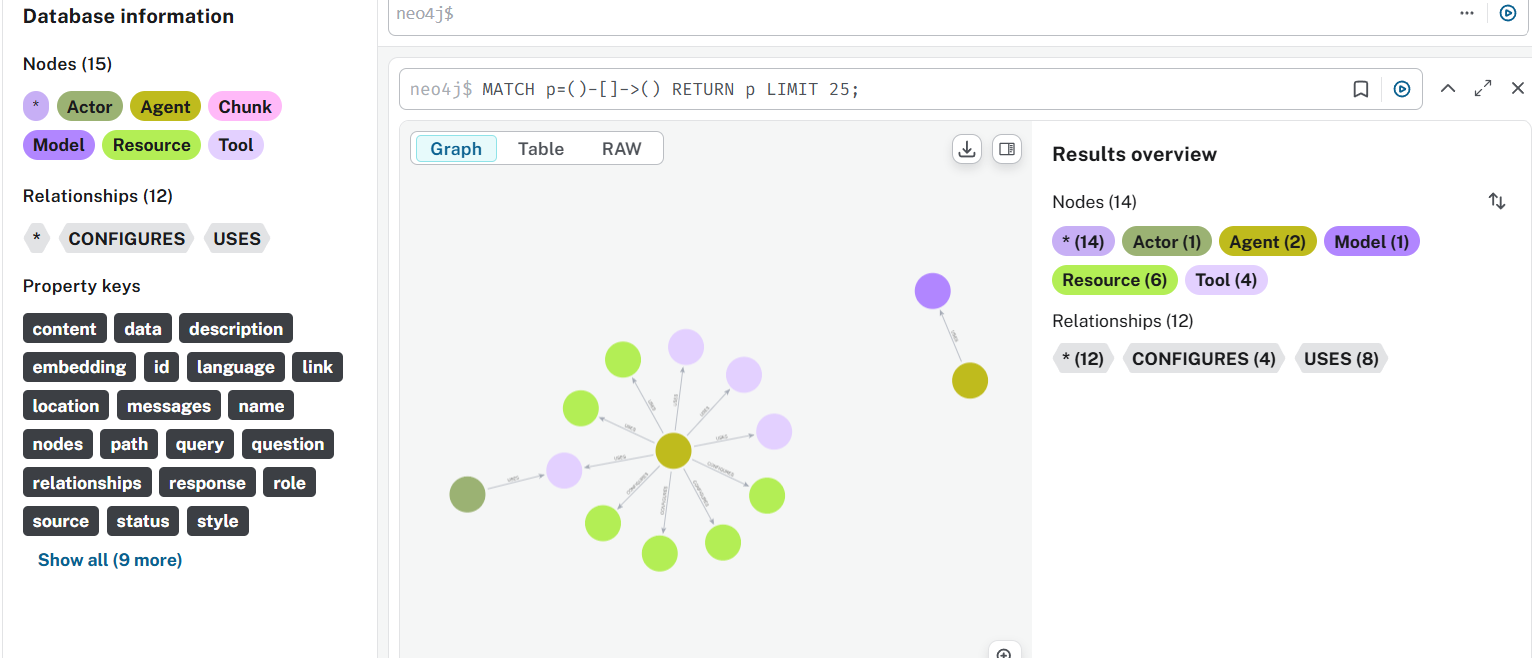 Database information
Nodes (15)
* Actor Agent Chunk
Model Resource Tool
Relationships (12)
* CONFIGURES USES
Property keys
content data description
embedding id language link
location messages name
nodes path query question
relationships response role
source status style
Show all (9 more)
neo4j$
neo4j$ MATCH p=()-[]->() RETURN p LIMIT 25;
Graph Table RAW
USES
USES
USES
USES
USES
USES
USES
USES
CONFIGURES
CONFIGURES
CONFIGURES
CONFIGURES
Results overview
Nodes (14)
* (14) Actor (1) Agent (2) Model (1)
Resource (6) Tool (4)
Relationships (12)
* (12) CONFIGURES (4) USES (8)